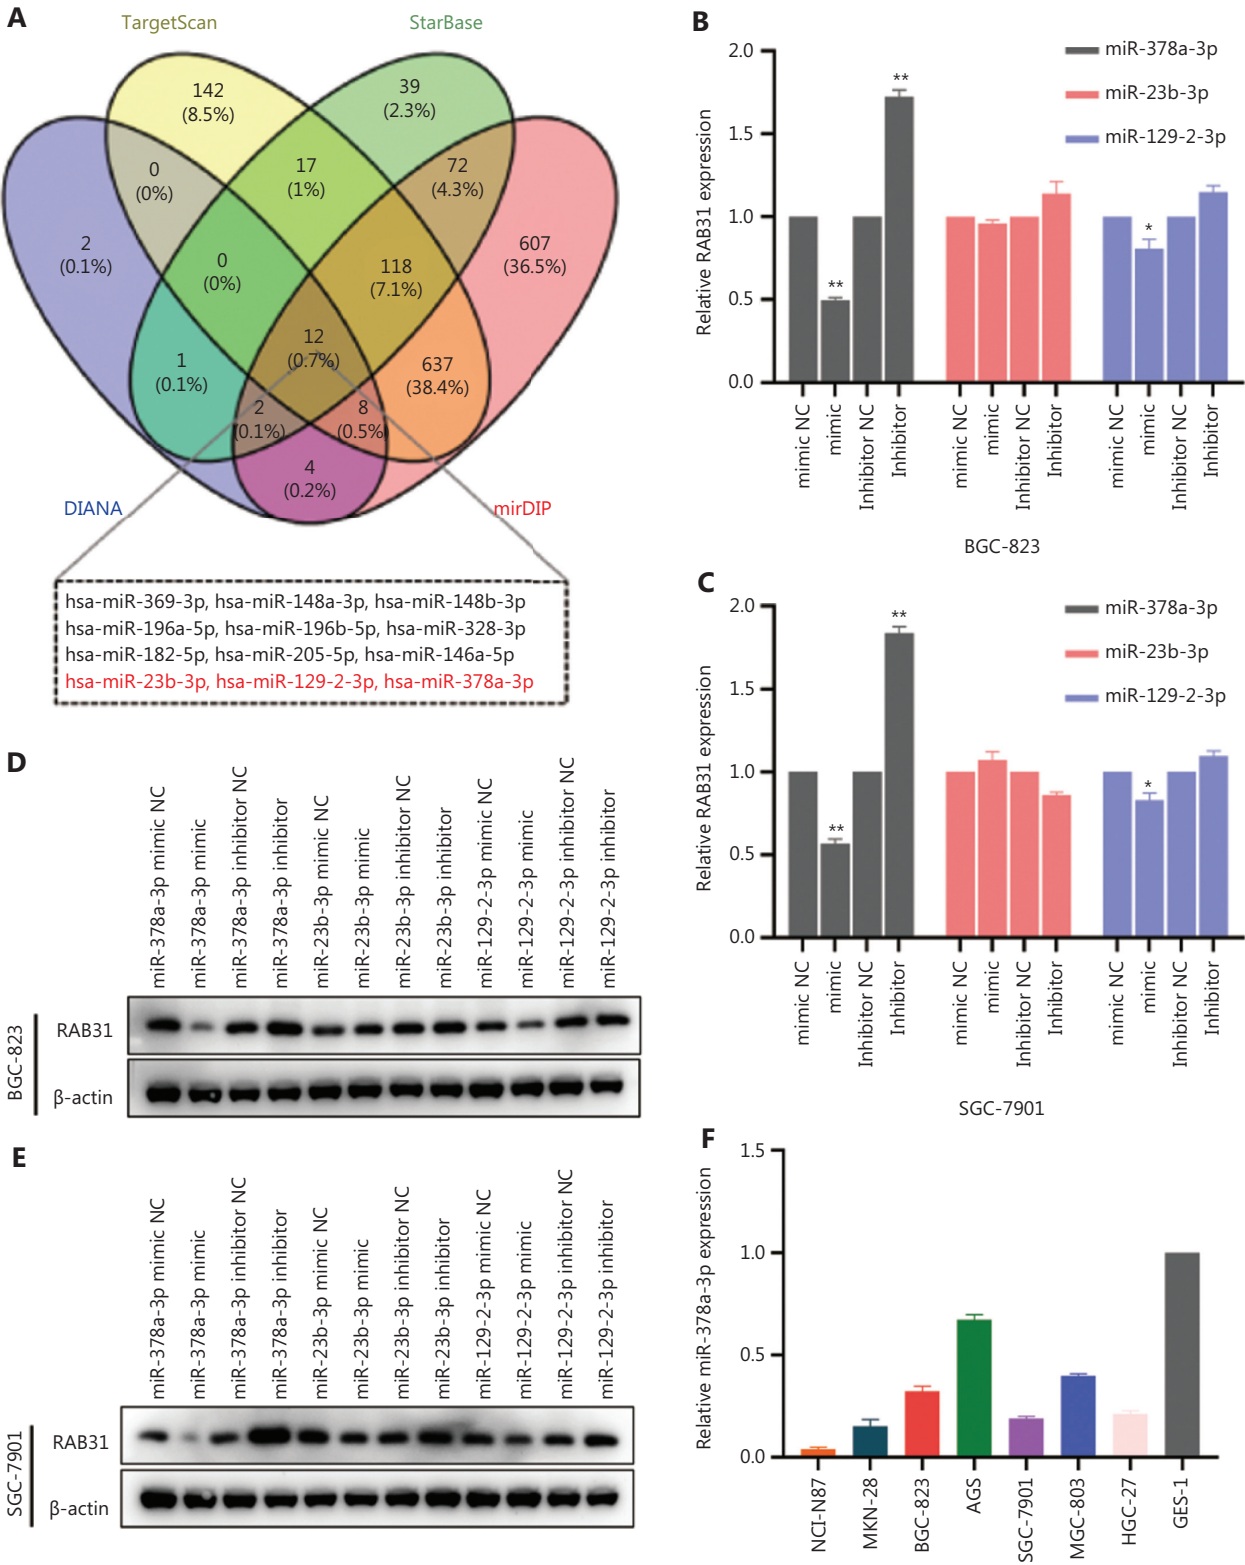 A
TargetScan
StarBase
142
(8.5%)
39
(2.3%)
0
(0%)
17
(1%)
72
(4.3%)
2
(0.1%)
0
(0%)
118
(7.1%)
607
(36.5%)
1
(0.1%)
12
(0.7%)
637
(38.4%)
2
(0.1%)
8
(0.5%)
4
(0.2%)
DIANA
mirDIP
hsa-miR-369-3p, hsa-miR-148a-3p, hsa-miR-148b-3p
hsa-miR-196a-5p, hsa-miR-196b-5p, hsa-miR-328-3p
hsa-miR-182-5p, hsa-miR-205-5p, hsa-miR-146a-5p
hsa-miR-23b-3p, hsa-miR-129-2-3p, hsa-miR-378a-3p
B
miR-378a-3p
miR-23b-3p
miR-129-2-3p
Relative RAB31 expression
2.0
1.5
1.0
0.5
0.0
**
**
*
mimic NC
mimic
Inhibitor NC
Inhibitor
mimic NC
mimic
Inhibitor NC
Inhibitor
mimic NC
mimic
Inhibitor NC
Inhibitor
BGC-823
C
miR-378a-3p
miR-23b-3p
miR-129-2-3p
Relative RAB31 expression
2.0
1.5
1.0
0.5
0.0
**
**
*
mimic NC
mimic
Inhibitor NC
Inhibitor
mimic NC
mimic
Inhibitor NC
Inhibitor
mimic NC
mimic
Inhibitor NC
Inhibitor
SGC-7901
D
miR-378a-3p mimic NC
miR-378a-3p mimic
miR-378a-3p inhibitor NC
miR-378a-3p inhibitor
miR-23b-3p mimic NC
miR-23b-3p mimic
miR-23b-3p inhibitor NC
miR-23b-3p inhibitor
miR-129-2-3p mimic NC
miR-129-2-3p mimic
miR-129-2-3p inhibitor NC
miR-129-2-3p inhibitor
BGC-823
RAB31
β-actin
E
miR-378a-3p mimic NC
miR-378a-3p mimic
miR-378a-3p inhibitor NC
miR-378a-3p inhibitor
miR-23b-3p mimic NC
miR-23b-3p mimic
miR-23b-3p inhibitor NC
miR-23b-3p inhibitor
miR-129-2-3p mimic NC
miR-129-2-3p mimic
miR-129-2-3p inhibitor NC
miR-129-2-3p inhibitor
SGC-7901
RAB31
β-actin
F
Relative miR-378a-3p expression
1.5
1.0
0.5
0.0
NCI-N87
MKN-28
BGC-823
AGS
SGC-7901
MGC-803
HGC-27
GES-1